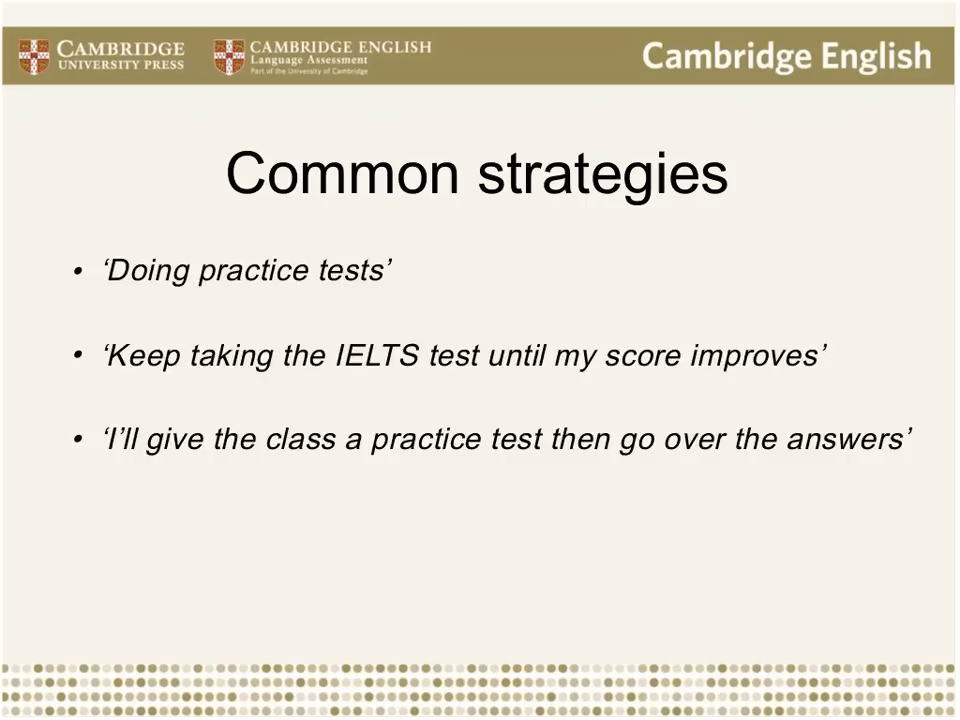 CAMBRIDGE
UNIVERSITY PRESS
CAMBRIDGE ENGLISH
Language Assessment
Part of the University of Cambridge
Cambridge English
Common strategies
• ‘Doing practice tests’
• ‘Keep taking the IELTS test until my score improves’
• ‘I’ll give the class a practice test then go over the answers’